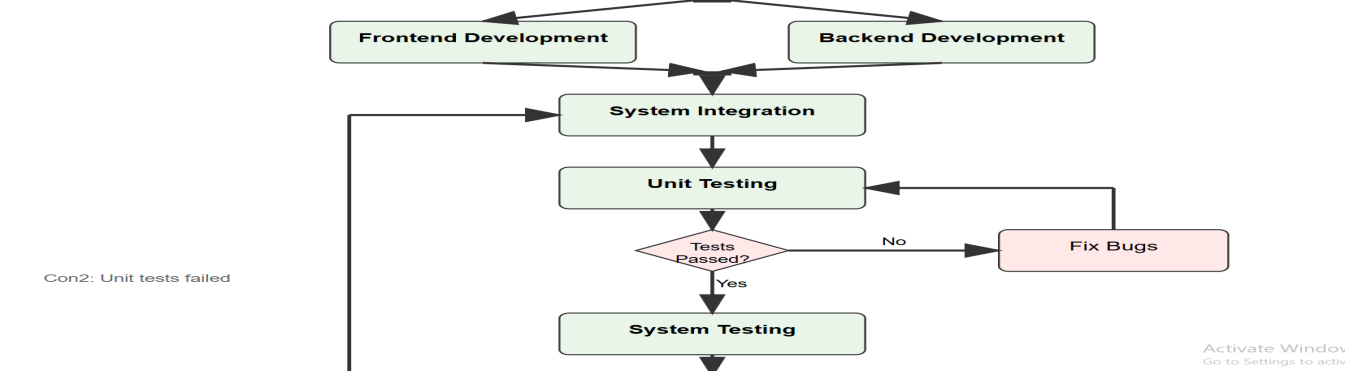 Frontend Development
Backend Development
System Integration
Unit Testing
Tests
Passed?
No
Fix Bugs
Con2: Unit tests failed
Yes
System Testing
Activate Window
Go to Settings to activ